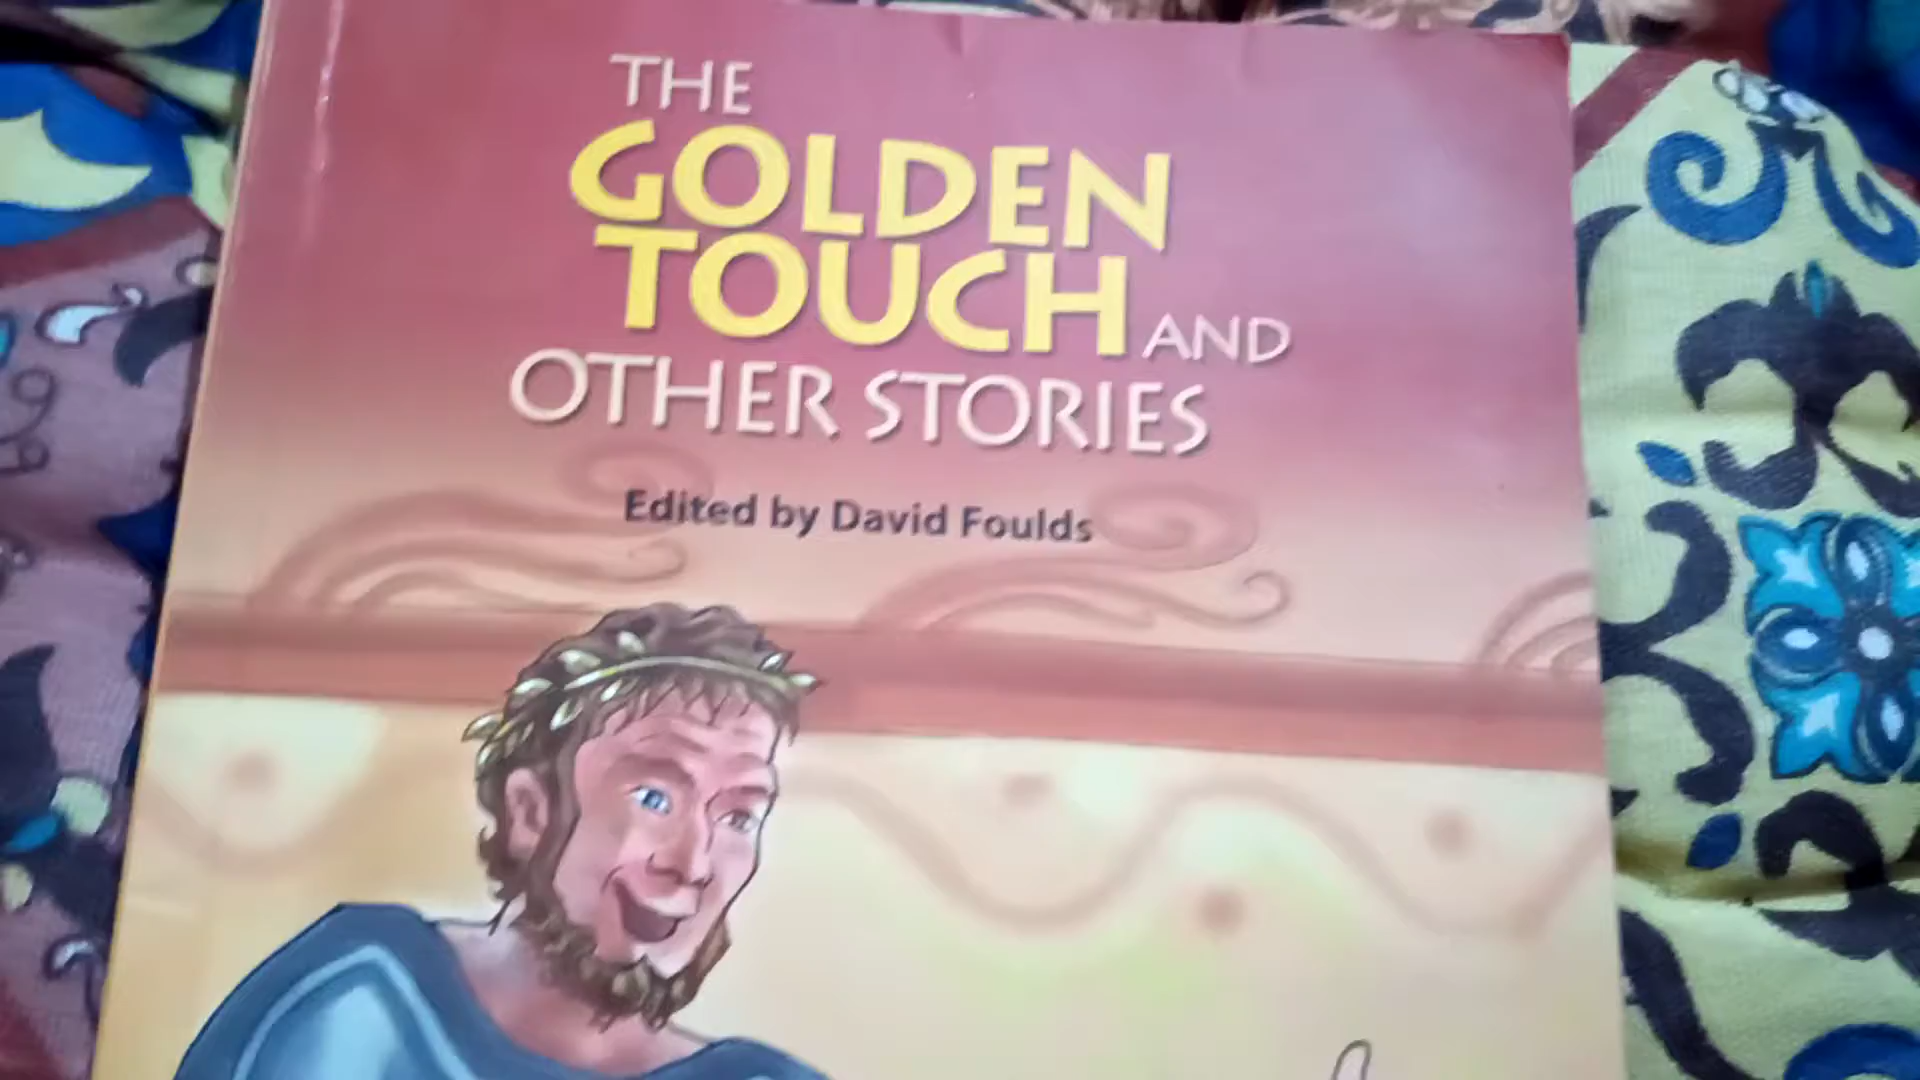 THE
GOLDEN
TOUCH AND
OTHER STORIES
Edited by David Foulds